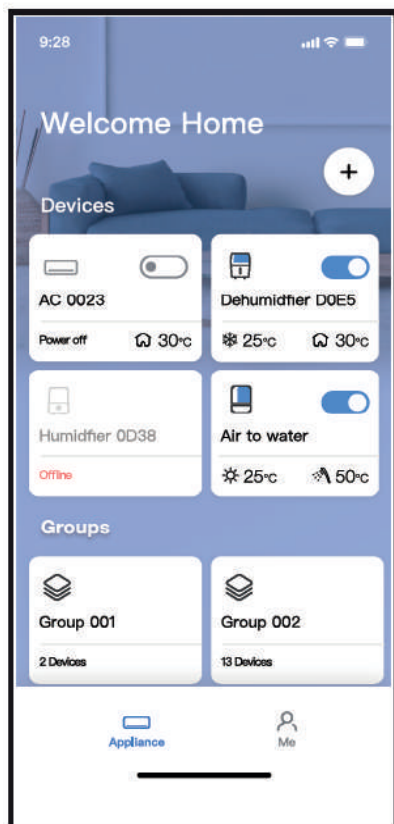 9:28
Welcome Home
+
Devices
AC 0023
Power off 30°C
Dehumidfier D0E5
25°C 30°C
Humidfier 0D38
Offline
Air to water
25°C 50°C
Groups
Group 001
2 Devices
Group 002
13 Devices
Appliance
Me